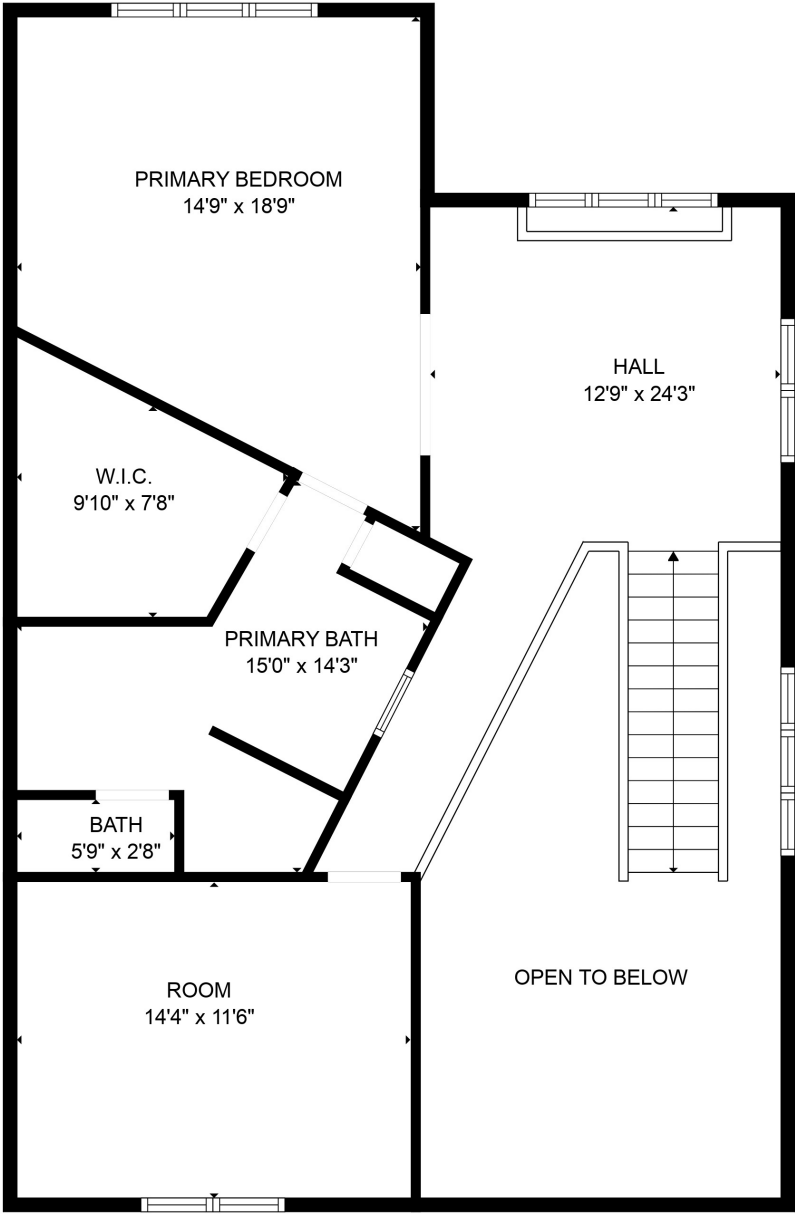 PRIMARY BEDROOM
14'9" x 18'9"
HALL
12'9" x 24'3"
W.I.C.
9'10" x 7'8"
PRIMARY BATH
15'0" x 14'3"
BATH
5'9" x 2'8"
OPEN TO BELOW
ROOM
14'4" x 11'6"